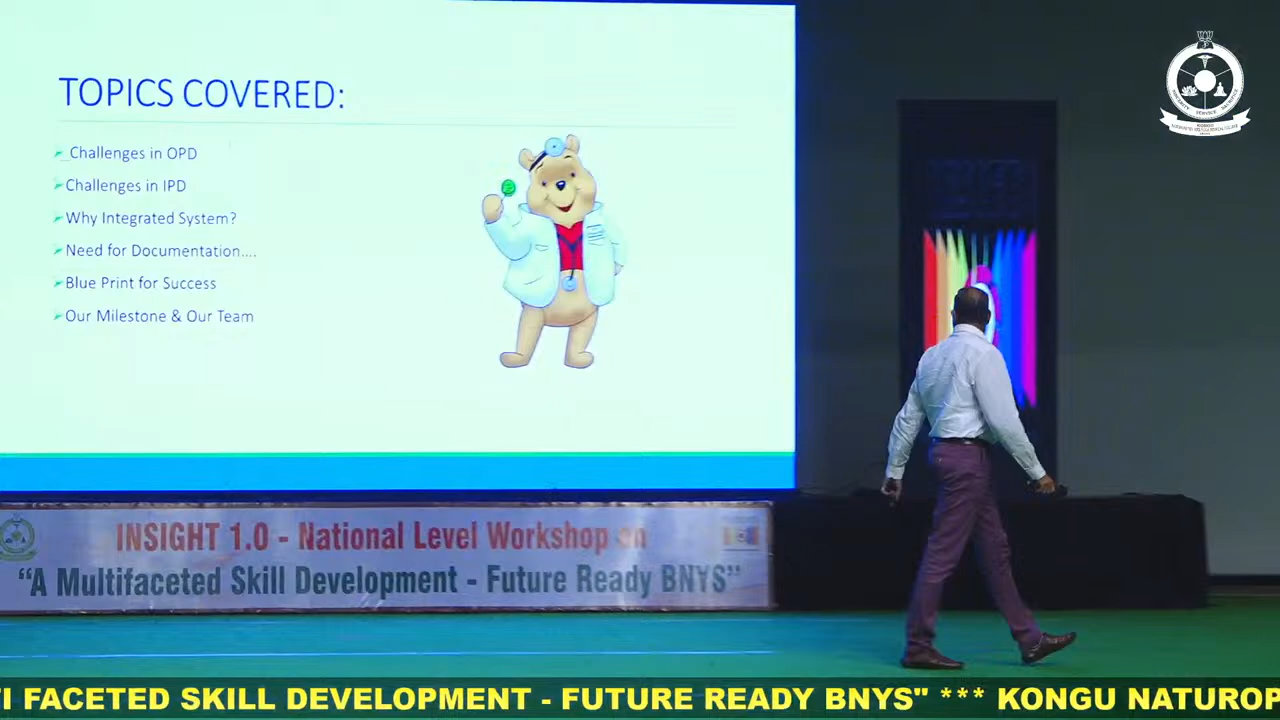 TOPICS COVERED:
Challenges in OPD
Challenges in IPD
Why Integrated System?
Need for Documentation....
Blue Print for Success
Our Milestone & Our Team
INSIGHT 1.0 - National Level Workshop on
“A Multifaceted Skill Development - Future Ready BNYS”
TI FACETED SKILL DEVELOPMENT - FUTURE READY BNYS" *** KONGU NATUROP